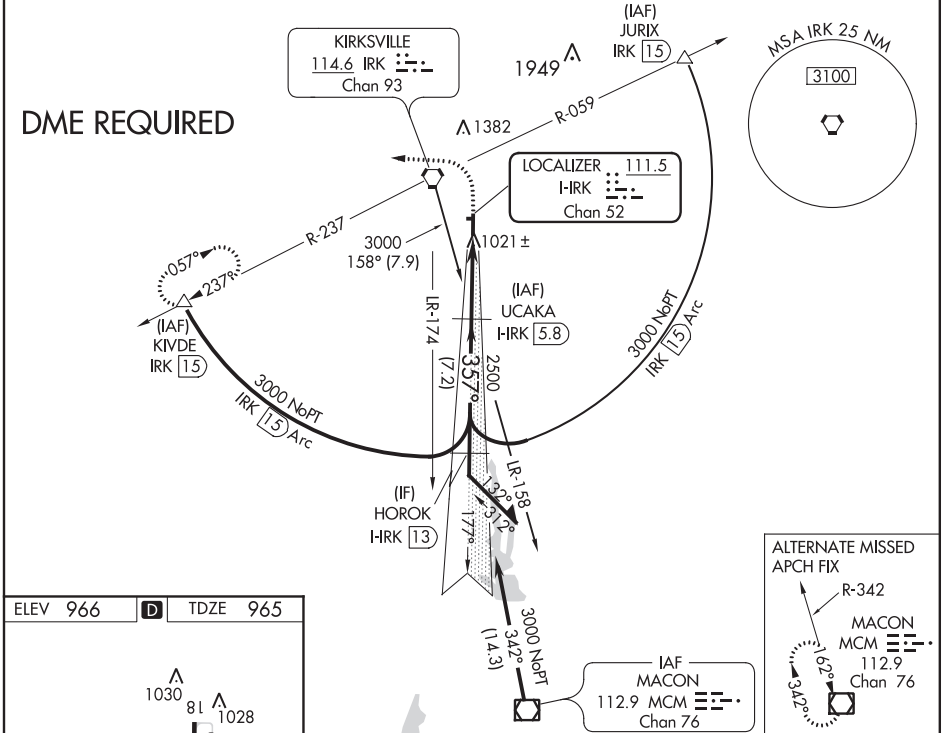 DME REQUIRED
KIRKSVILLE
114.6 IRK
Chan 93
1949
(IAF)
JURIX
IRK 15
MSA IRK 25 NM
3100
R-059
1382
LOCALIZER 111.5
I-IRK
Chan 52
R-237
3000
158° (7.9)
1021 ±
057°
237°
(IAF)
KIVDE
IRK 15
LR-174
(IAF)
UCAKA
I-IRK 5.8
3000 NoPT
IRK 15 Arc
3000 NoPT
IRK 15 Arc
(7.2)
357°
2500
LR-158
(IF)
HOROK
I-IRK 13
132°
312°
177°
3000 NoPT
342°
(14.3)
IAF
MACON
112.9 MCM
Chan 76
ALTERNATE MISSED
APCH FIX
R-342
MACON
MCM
112.9
Chan 76
162°
342°
ELEV 966 D TDZE 965
1030
18
1028